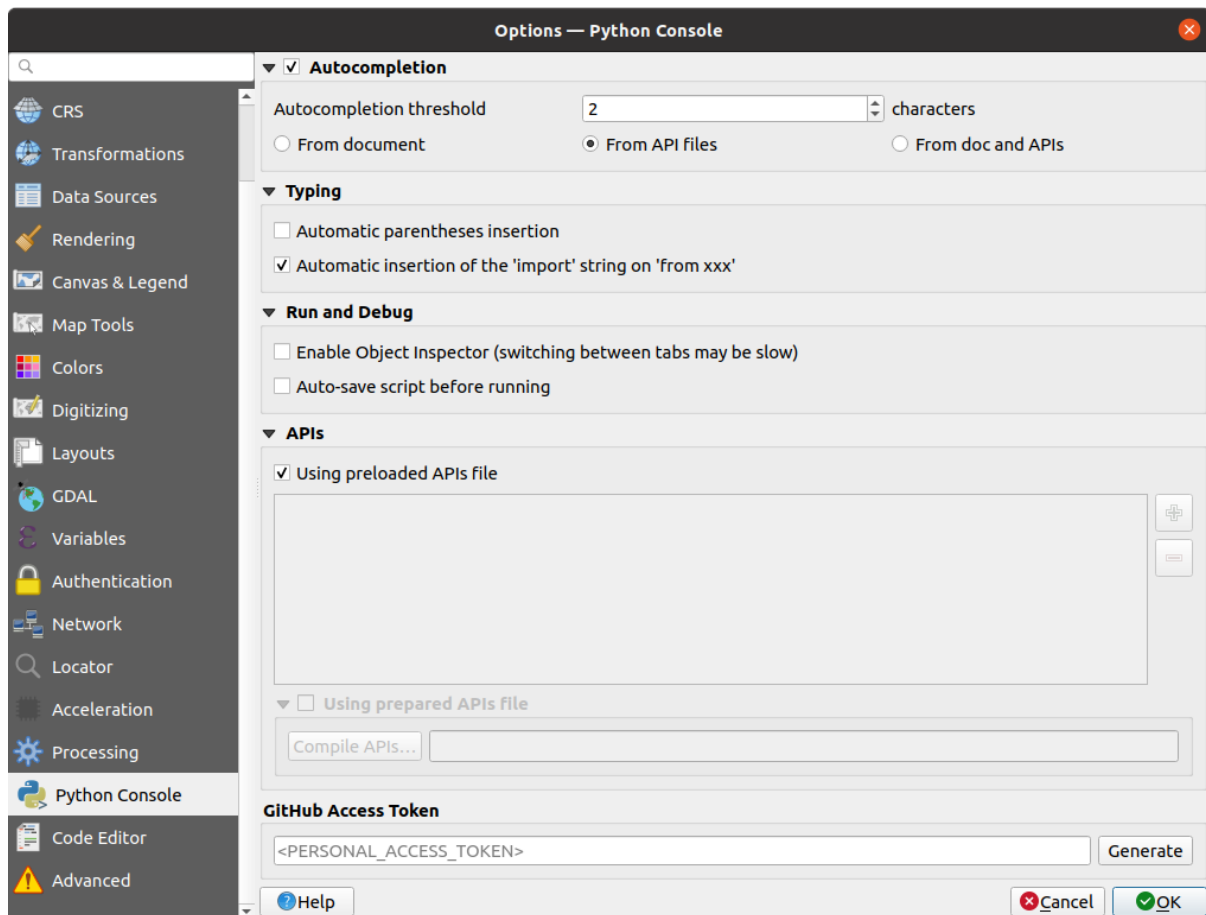 Options — Python Console
CRS
Transformations
Data Sources
Rendering
Canvas & Legend
Map Tools
Colors
Digitizing
Layouts
GDAL
Variables
Authentication
Network
Locator
Acceleration
Processing
Python Console
Code Editor
Advanced
Autocompletion
Autocompletion threshold 2 characters
From document From API files From doc and APIs
Typing
Automatic parentheses insertion
Automatic insertion of the 'import' string on 'from xxx'
Run and Debug
Enable Object Inspector (switching between tabs may be slow)
Auto-save script before running
APIs
Using preloaded APIs file
Using prepared APIs file
Compile APIs...
GitHub Access Token
<PERSONAL_ACCESS_TOKEN> Generate
Help Cancel OK